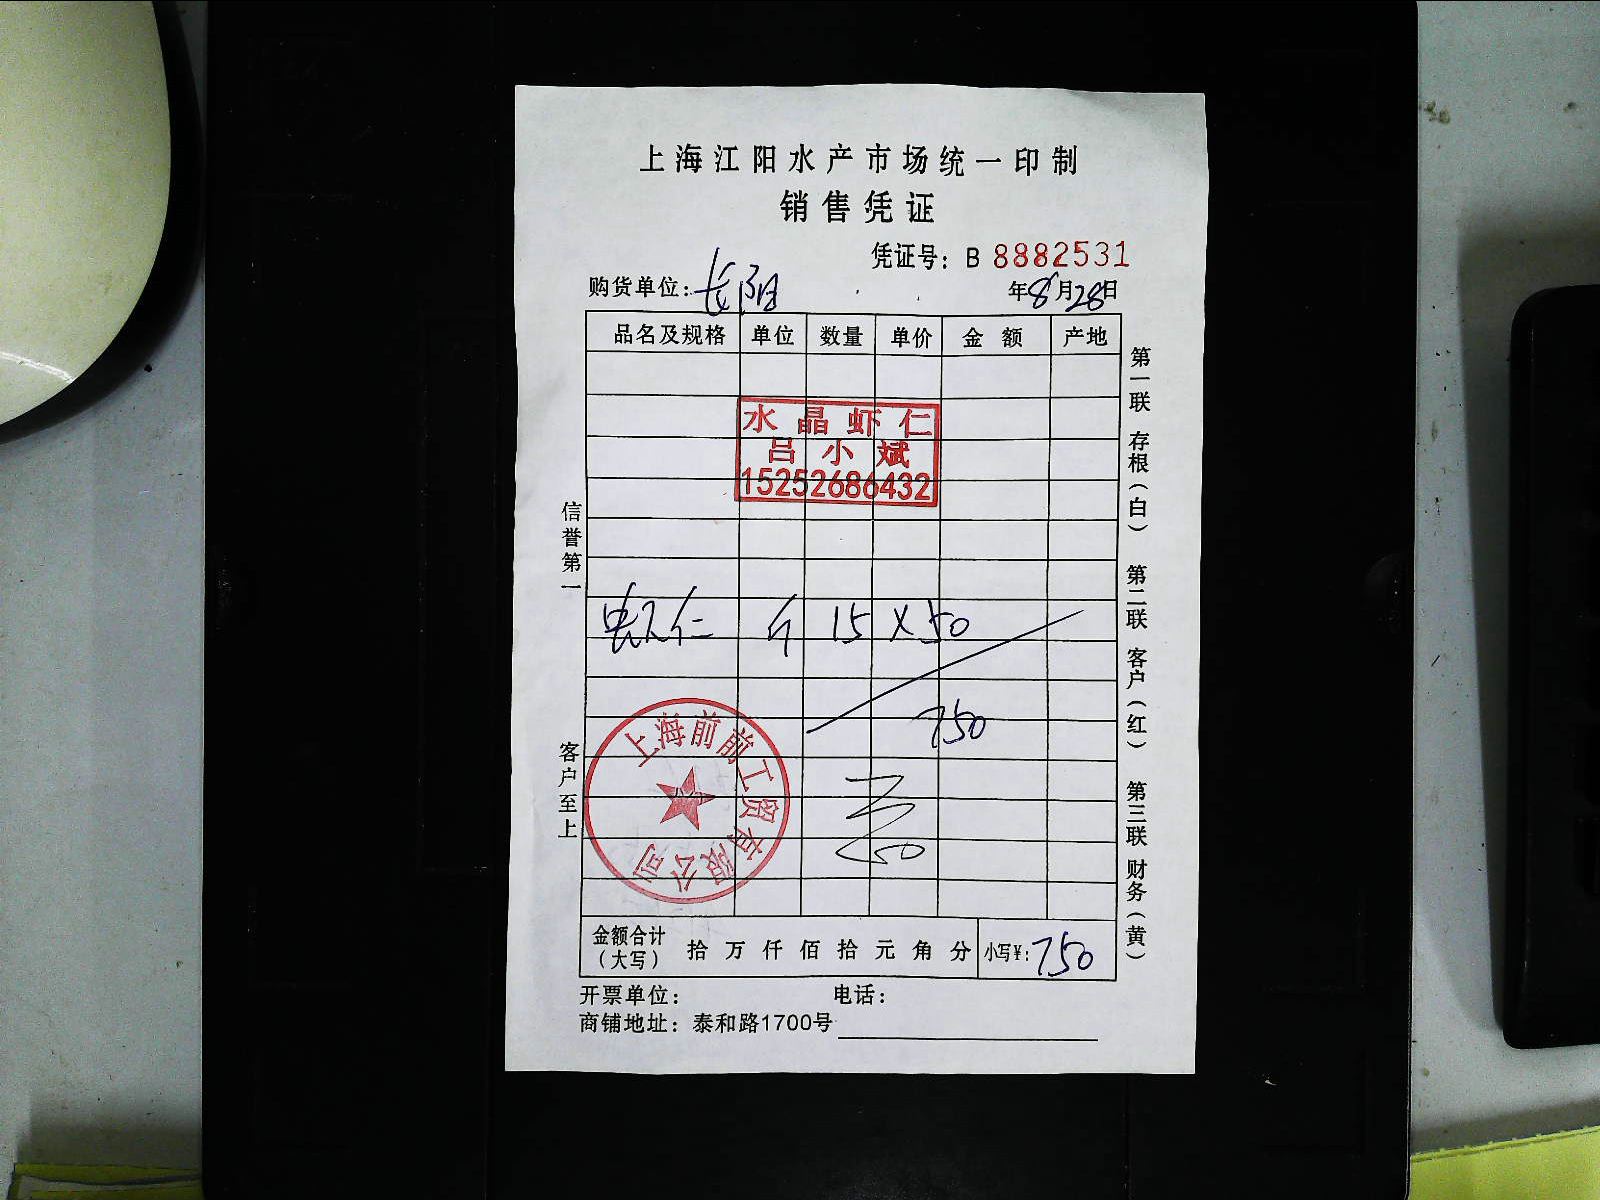 上海江阳水产市场统一印制
销售凭证
凭证号：B 8882531
购货单位：长阳 年8月28日
品名及规格 单位 数量 单价 金额 产地
水晶虾仁
吕小斌
15252686432
虾仁 斤 15 X 50
750
上海前前工贸有限公司
金额合计（大写） 拾万仟佰拾元角分 小写¥：750
开票单位： 电话：
商铺地址：泰和路1700号
信誉第一 客户至上
第一联 存根（白） 第二联 客户（红） 第三联 财务（黄）